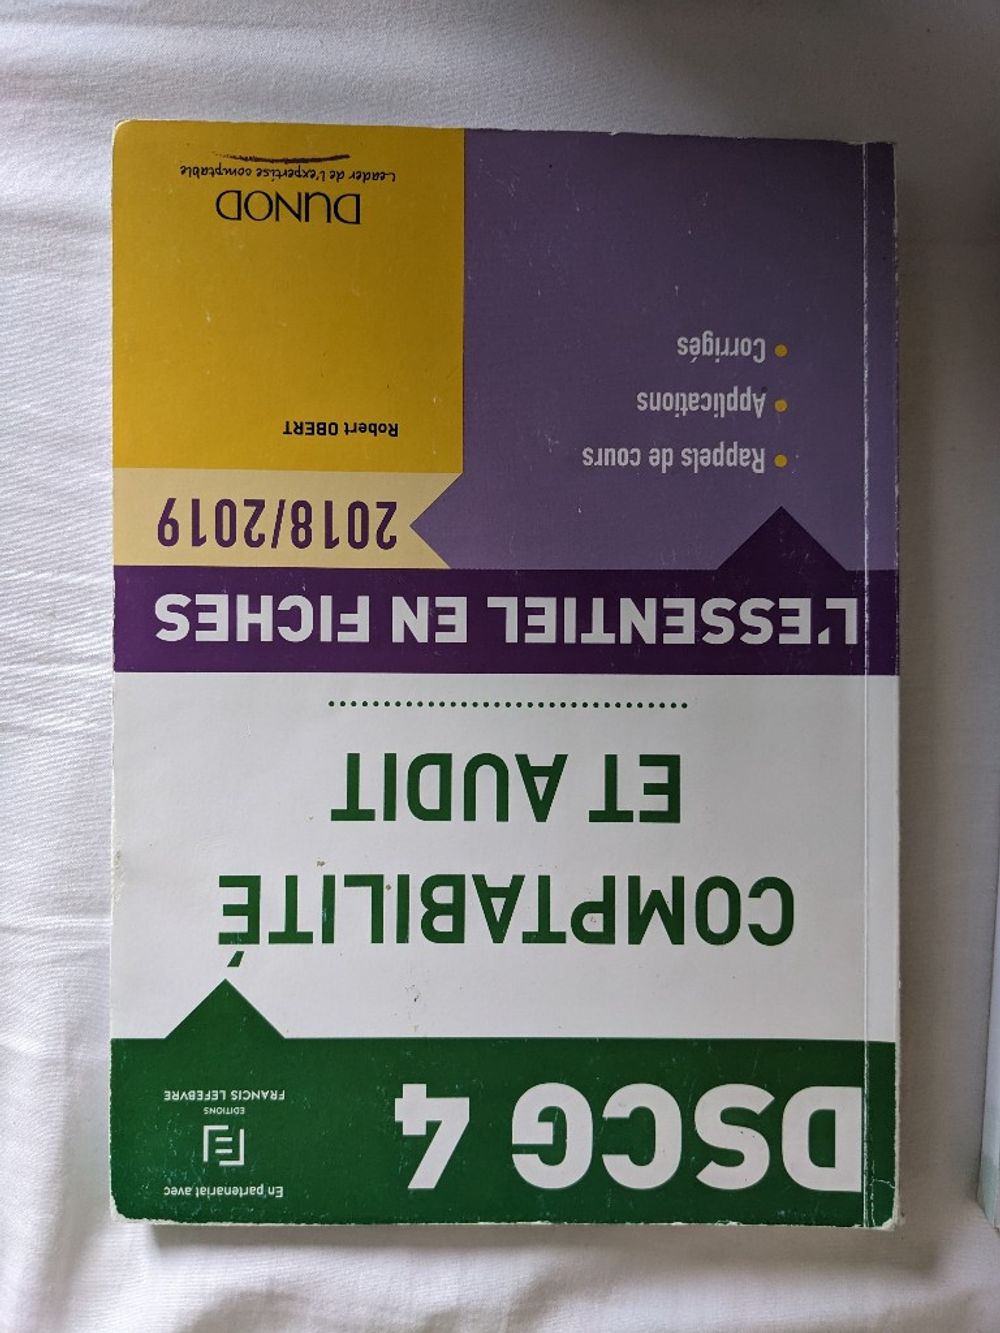 DSCG 4
En partenariat avec
EDITIONS
FRANCIS LEFEBVRE
COMPTABILITÉ
ET AUDIT
L'ESSENTIEL EN FICHES
2018/2019
• Rappels de cours
• Applications
• Corrigés
Robert OBERT
DUNOD
Leader de l'expertise comptable